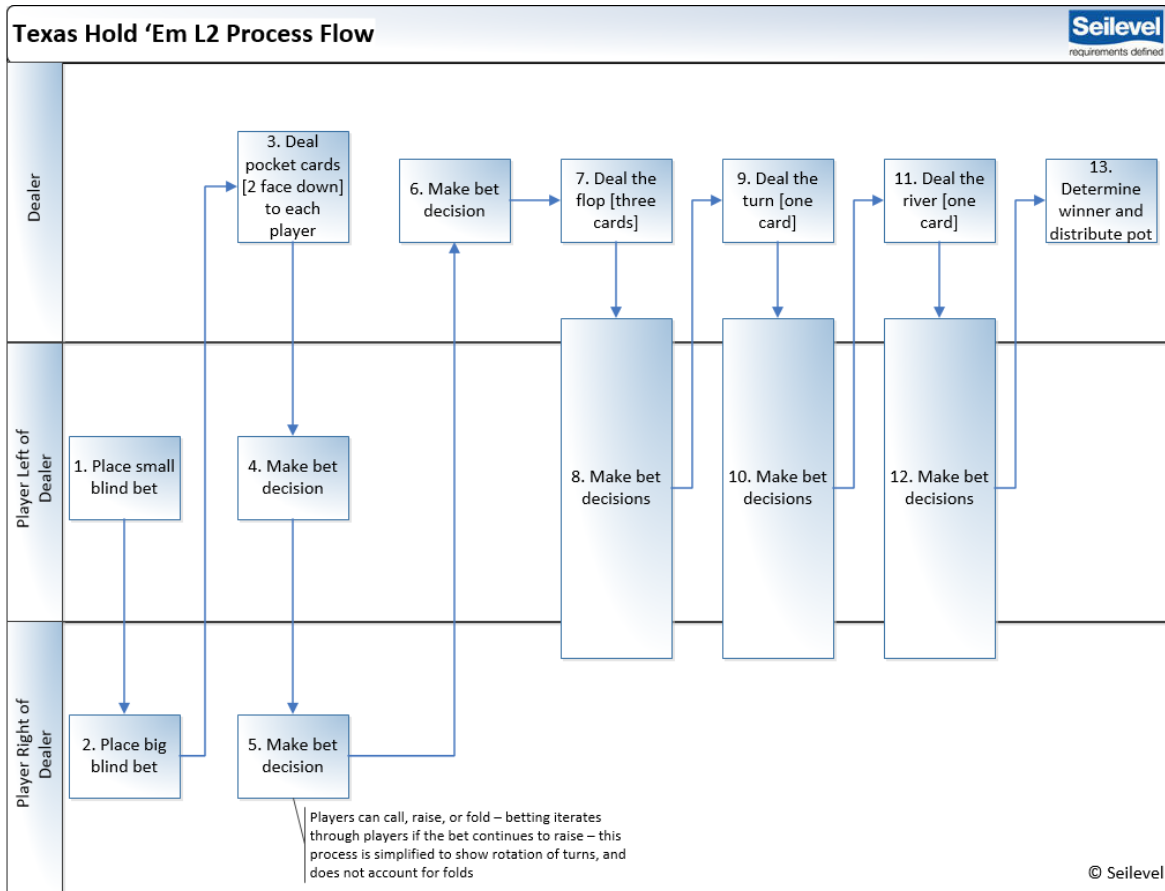 Texas Hold ‘Em L2 Process Flow
Seilevel
requirements defined
Dealer
3. Deal
pocket cards
[2 face down]
to each
player
6. Make bet
decision
7. Deal the
flop [three
cards]
9. Deal the
turn [one
card]
11. Deal the
river [one
card]
13.
Determine
winner and
distribute pot
Player Left of
Dealer
1. Place small
blind bet
4. Make bet
decision
8. Make bet
decisions
10. Make bet
decisions
12. Make bet
decisions
Player Right of
Dealer
2. Place big
blind bet
5. Make bet
decision
Players can call, raise, or fold – betting iterates
through players if the bet continues to raise – this
process is simplified to show rotation of turns, and
does not account for folds
© Seilevel